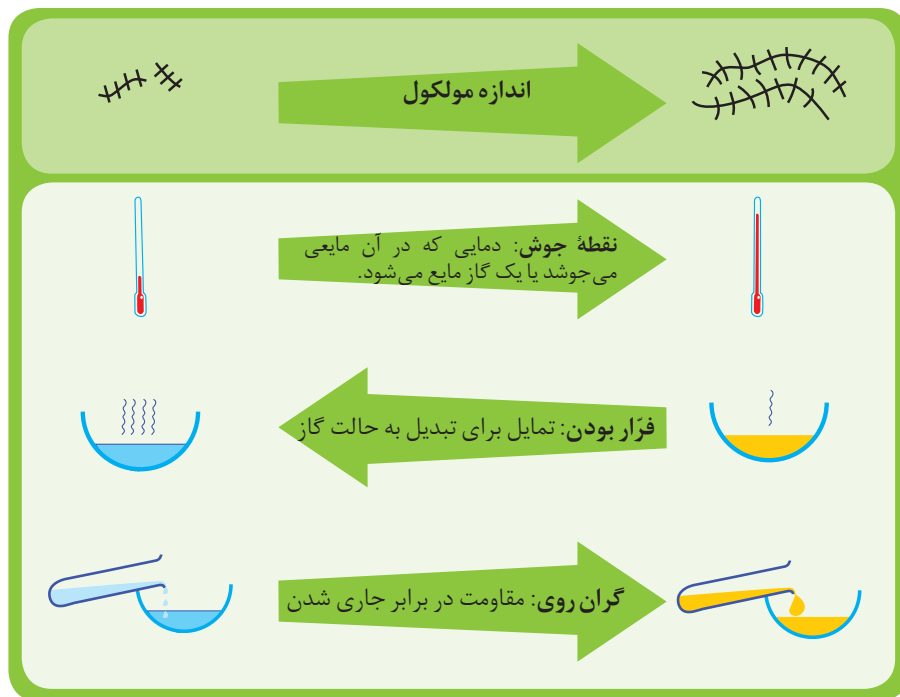 اندازه مولکول
نقطهٔ جوش: دمایی که در آن مایعی
می‌جوشد یا یک گاز مایع می‌شود.
فرّار بودن: تمایل برای تبدیل به حالت گاز
گران روی: مقاومت در برابر جاری شدن